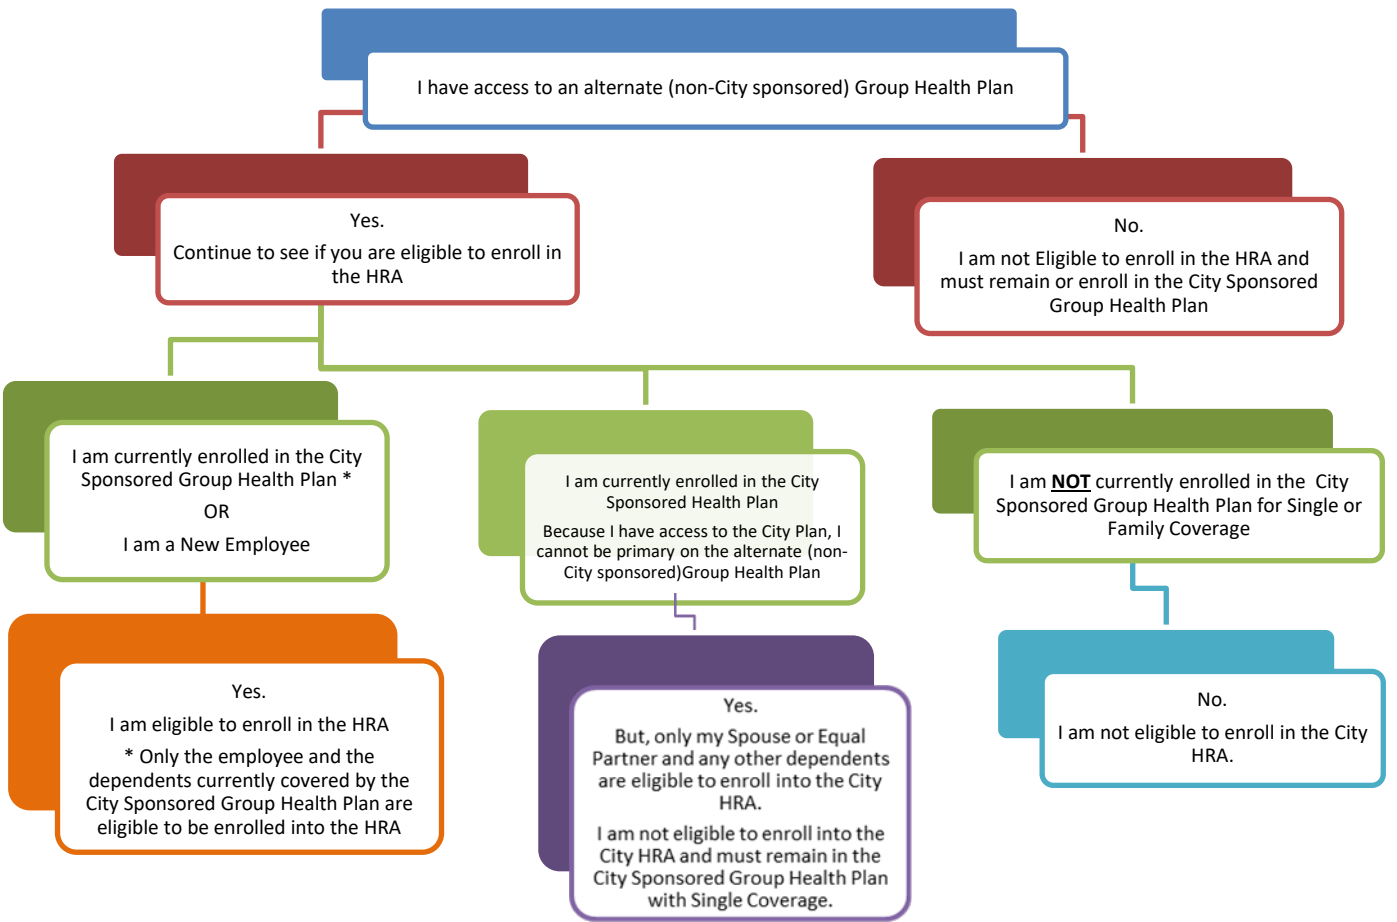 I have access to an alternate (non-City sponsored) Group Health Plan
Yes.
Continue to see if you are eligible to enroll in
the HRA
No.
I am not Eligible to enroll in the HRA and
must remain or enroll in the City Sponsored
Group Health Plan
I am currently enrolled in the City
Sponsored Group Health Plan *
OR
I am a New Employee
I am currently enrolled in the City
Sponsored Health Plan
Because I have access to the City Plan, I
cannot be primary on the alternate (non-
City sponsored)Group Health Plan
I am NOT currently enrolled in the City
Sponsored Group Health Plan for Single or
Family Coverage
Yes.
I am eligible to enroll in the HRA
* Only the employee and the
dependents currently covered by the
City Sponsored Group Health Plan are
eligible to be enrolled into the HRA
Yes.
But, only my Spouse or Equal
Partner and any other dependents
are eligible to enroll into the City
HRA.
I am not eligible to enroll into the
City HRA and must remain in the
City Sponsored Group Health Plan
with Single Coverage.
No.
I am not eligible to enroll in the City
HRA.